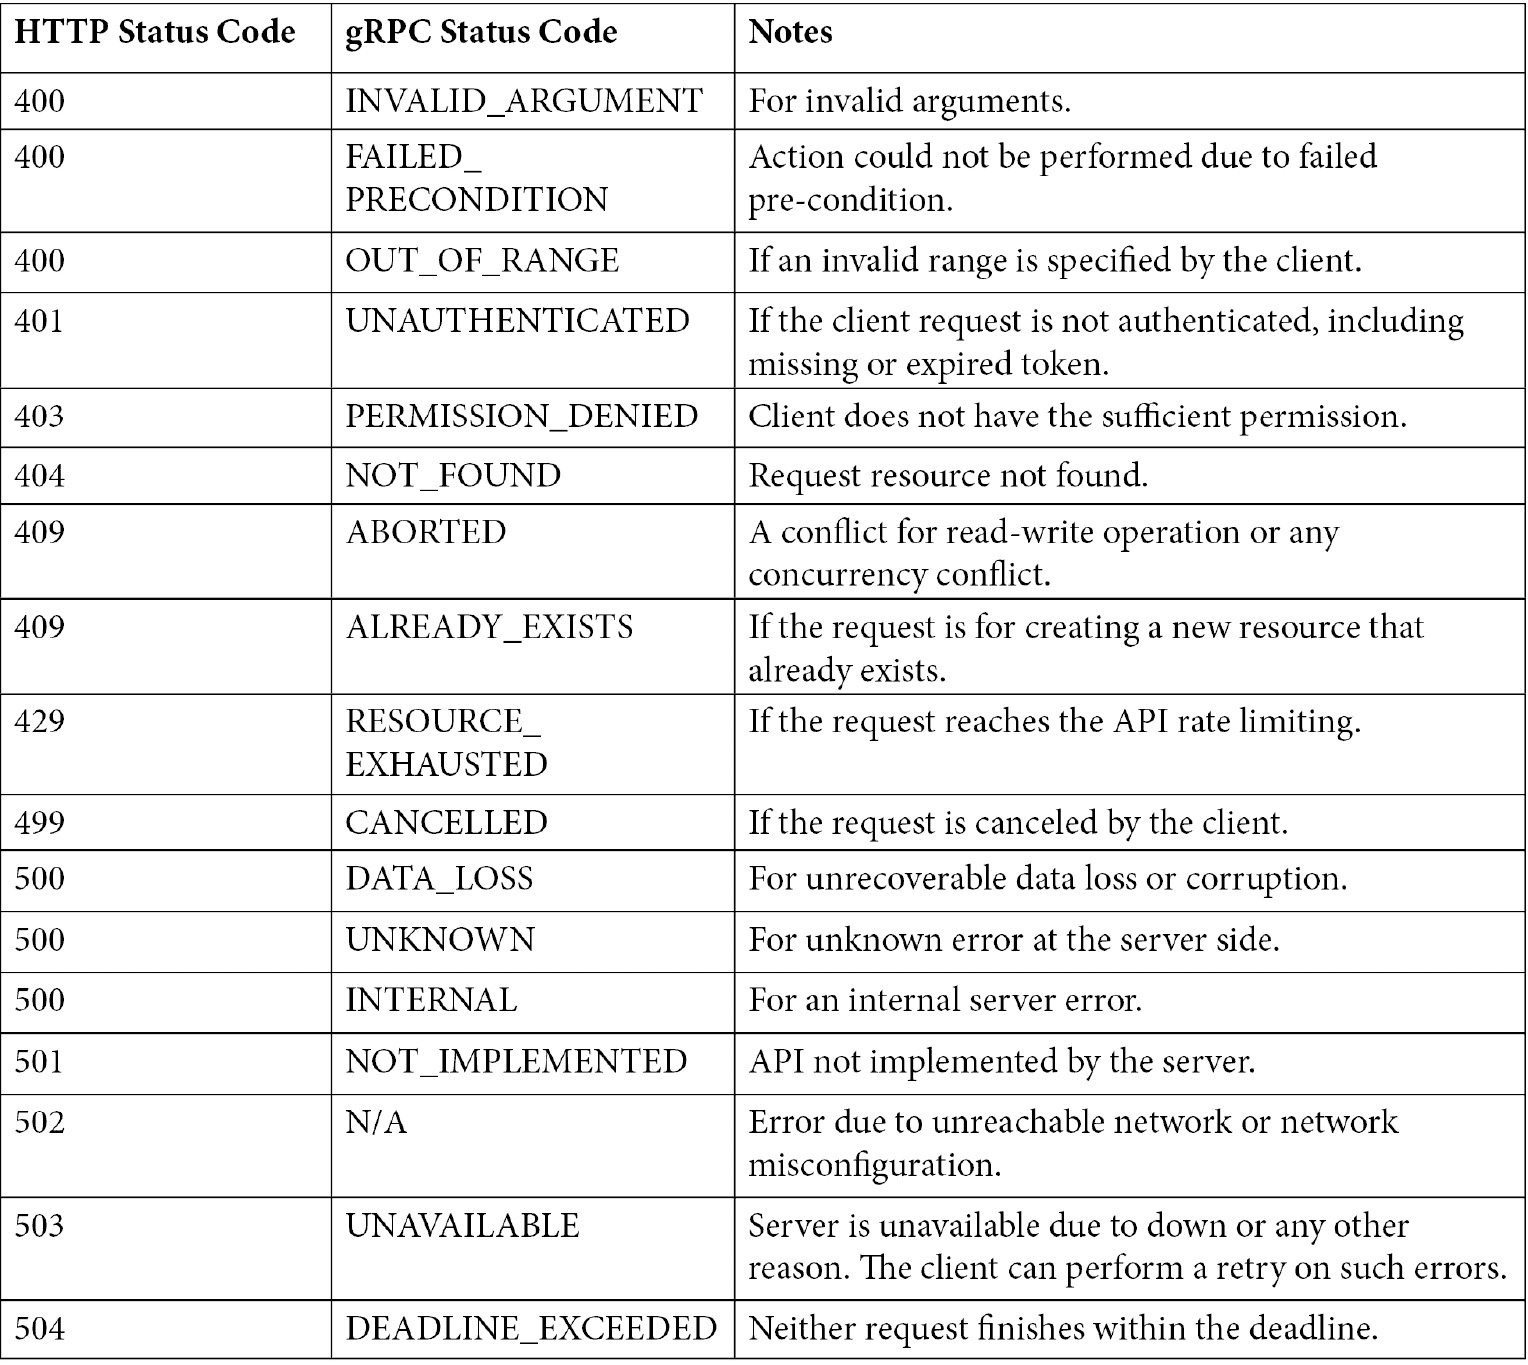 HTTP Status Code gRPC Status Code Notes
400 INVALID_ARGUMENT For invalid arguments.
400 FAILED_ Action could not be performed due to failed
PRECONDITION pre-condition.
400 OUT_OF_RANGE If an invalid range is specified by the client.
401 UNAUTHENTICATED If the client request is not authenticated, including
missing or expired token.
403 PERMISSION_DENIED Client does not have the sufficient permission.
404 NOT_FOUND Request resource not found.
409 ABORTED A conflict for read-write operation or any
concurrency conflict.
409 ALREADY_EXISTS If the request is for creating a new resource that
already exists.
429 RESOURCE_ If the request reaches the API rate limiting.
EXHAUSTED
499 CANCELLED If the request is canceled by the client.
500 DATA_LOSS For unrecoverable data loss or corruption.
500 UNKNOWN For unknown error at the server side.
500 INTERNAL For an internal server error.
501 NOT_IMPLEMENTED API not implemented by the server.
502 N/A Error due to unreachable network or network
misconfiguration.
503 UNAVAILABLE Server is unavailable due to down or any other
reason. The client can perform a retry on such errors.
504 DEADLINE_EXCEEDED Neither request finishes within the deadline.